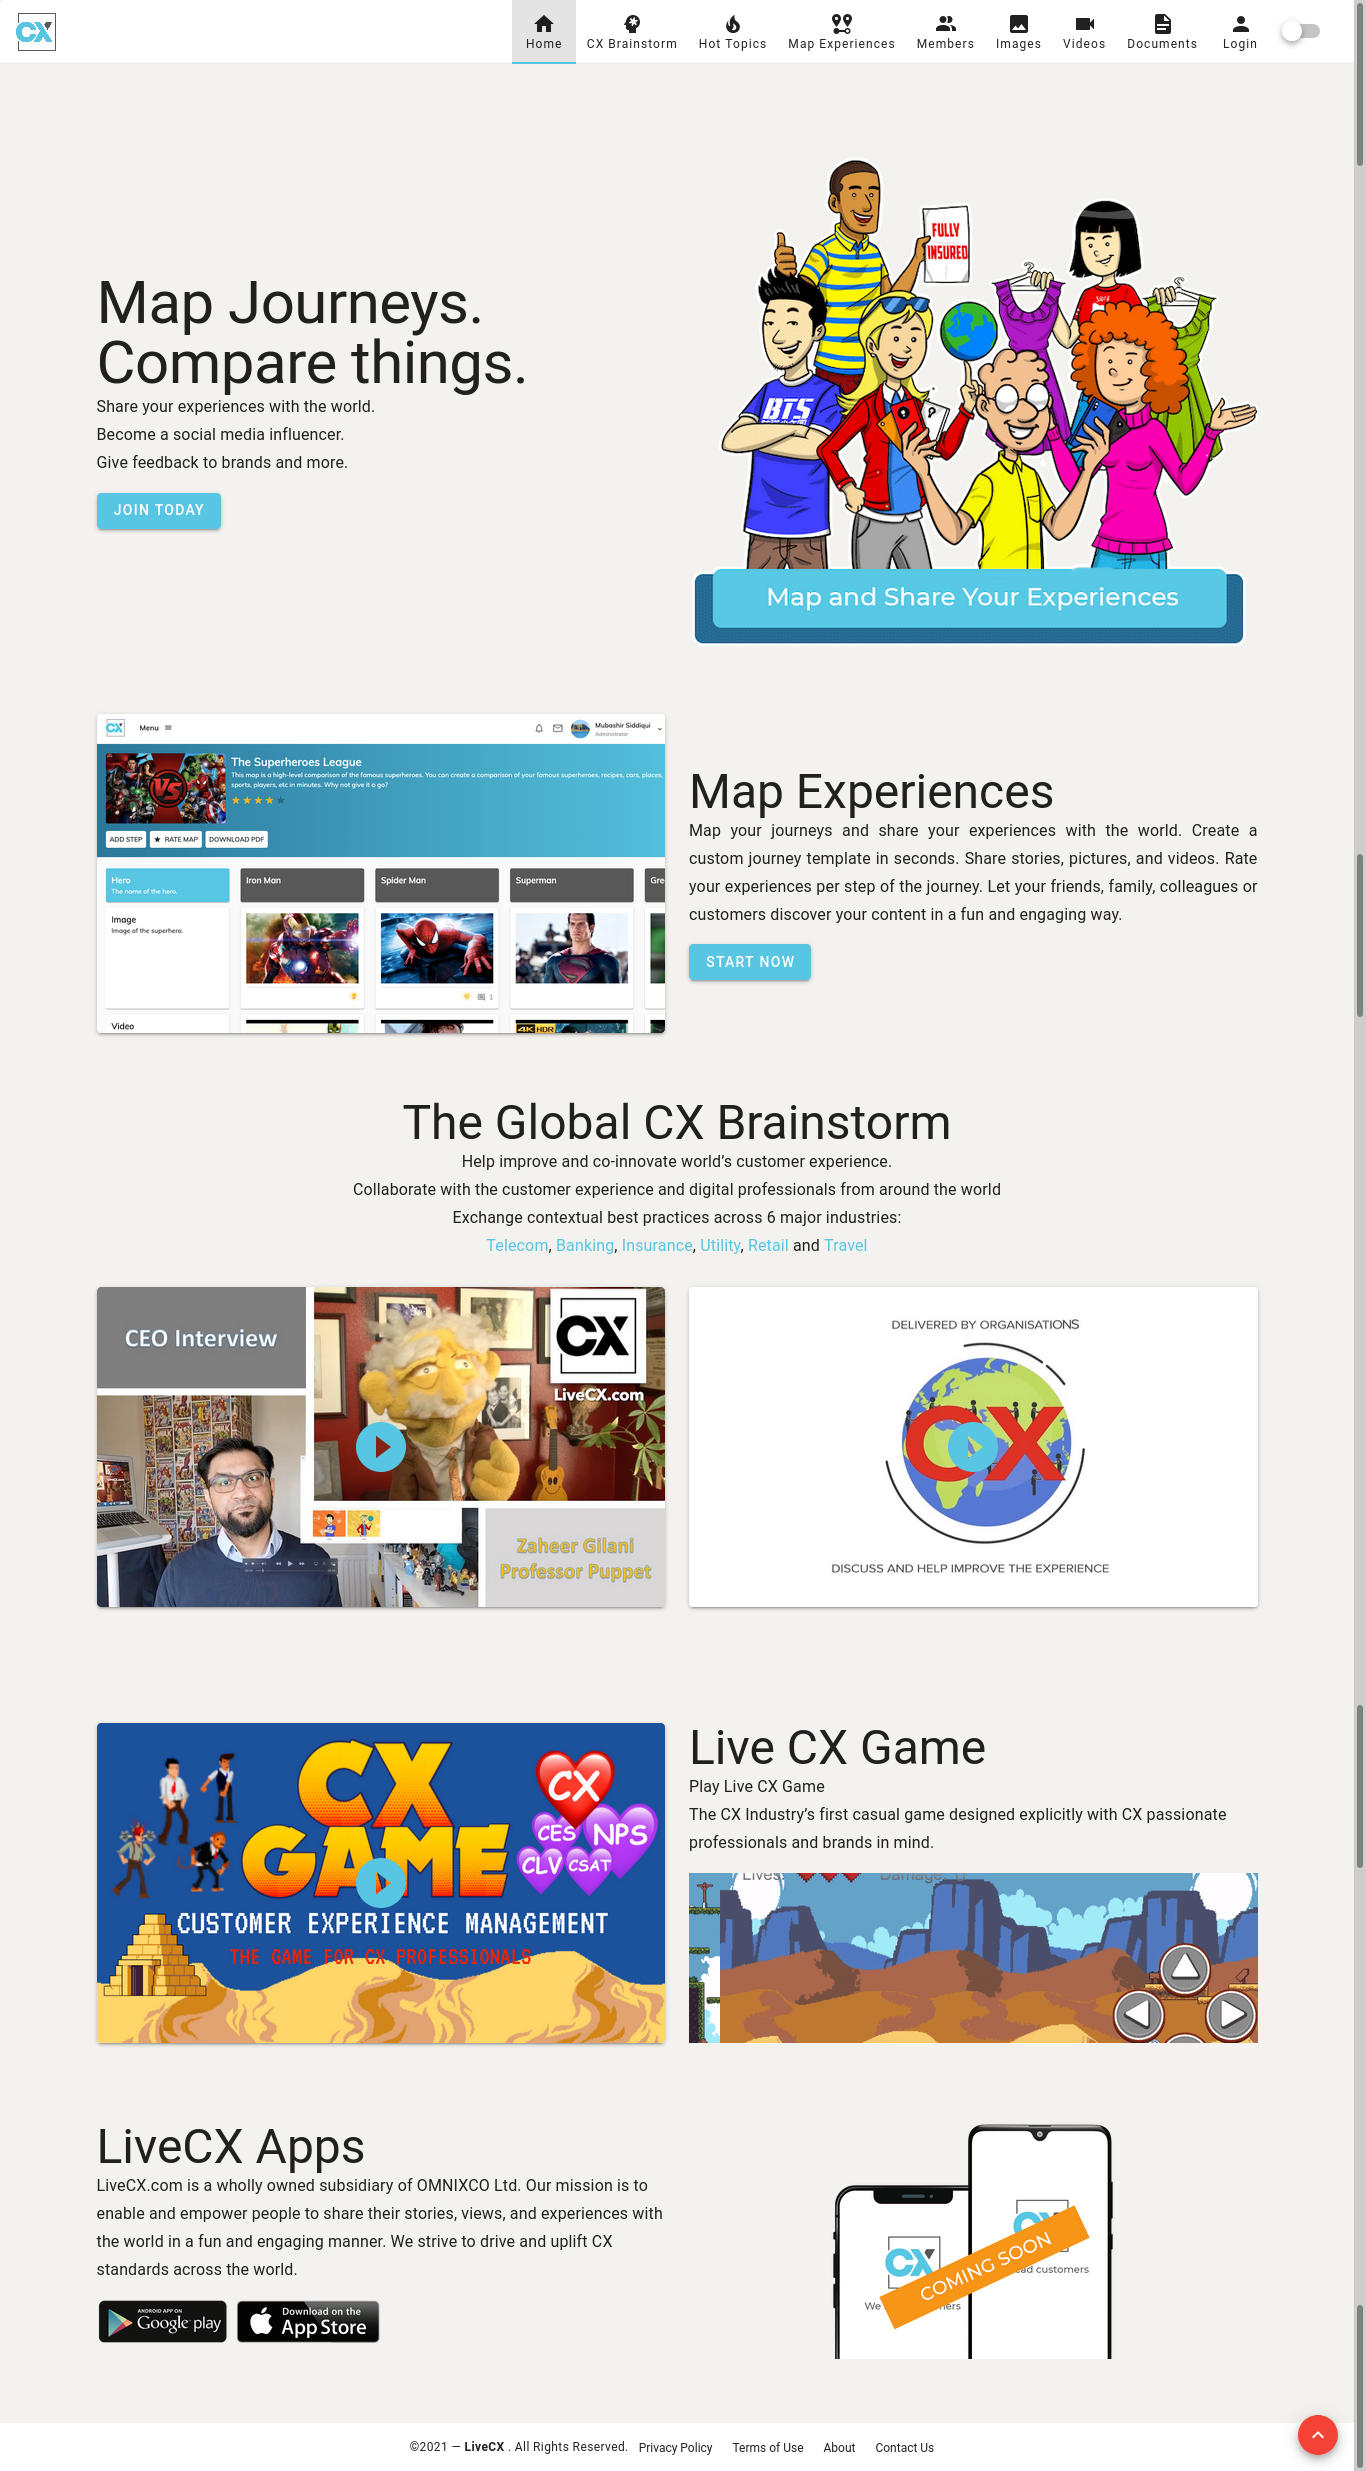 CX
Home
CX Brainstorm
Hot Topics
Map Experiences
Members
Images
Videos
Documents
Login
FULLY
INSURED
BTS
Map Journeys.
Compare things.
Share your experiences with the world.
Become a social media influencer.
Give feedback to brands and more.
JOIN TODAY
Map and Share Your Experiences
CX
Menu
Mubashir Siddiqui
Administrator
The Superheroes League
This map is a high-level comparison of the famous superheroes. You can create a comparison of your famous superheroes, recipes, cars, places,
sports, players, etc in minutes. Why not give it a go?
VS
ADD STEP
RATE MAP
DOWNLOAD PDF
Hero
The name of the hero.
Iron Man
Spider Man
Superman
Gre
Image
Image of the superhero.
1
Video
4K HDR
Map Experiences
Map your journeys and share your experiences with the world. Create a
custom journey template in seconds. Share stories, pictures, and videos. Rate
your experiences per step of the journey. Let your friends, family, colleagues or
customers discover your content in a fun and engaging way.
START NOW
The Global CX Brainstorm
Help improve and co-innovate world’s customer experience.
Collaborate with the customer experience and digital professionals from around the world
Exchange contextual best practices across 6 major industries:
Telecom, Banking, Insurance, Utility, Retail and Travel
CEO Interview
CX
LiveCX.com
Zaheer Gilani
Professor Puppet
DELIVERED BY ORGANISATIONS
CX
DISCUSS AND HELP IMPROVE THE EXPERIENCE
CX
GAME
CX
CES
NPS
CLV
CSAT
CUSTOMER EXPERIENCE MANAGEMENT
THE GAME FOR CX PROFESSIONALS
Live CX Game
Play Live CX Game
The CX Industry’s first casual game designed explicitly with CX passionate
professionals and brands in mind.
Lives:
Damage:
LiveCX Apps
LiveCX.com is a wholly owned subsidiary of OMNIXCO Ltd. Our mission is to
enable and empower people to share their stories, views, and experiences with
the world in a fun and engaging manner. We strive to drive and uplift CX
standards across the world.
ANDROID APP ON
Google play
Download on the
App Store
CX
CX
COMING SOON
ead customers
We
ers
©2021 — LiveCX . All Rights Reserved.
Privacy Policy
Terms of Use
About
Contact Us